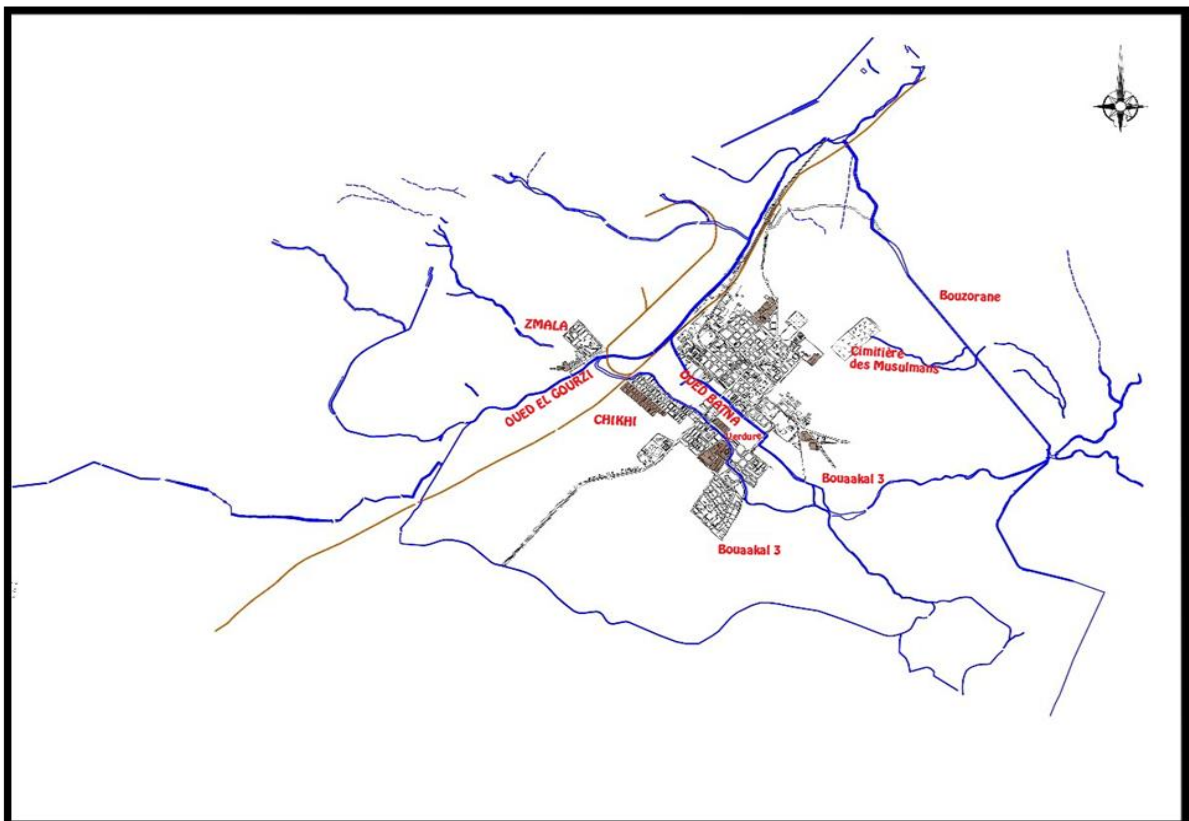 Bouzorane
ZMALA
Cimitière
des Musulmans
OUED EL GOURZI
OUED BATNA
CHIKHI
Verdure
Bouaakal 3
Bouaakal 3